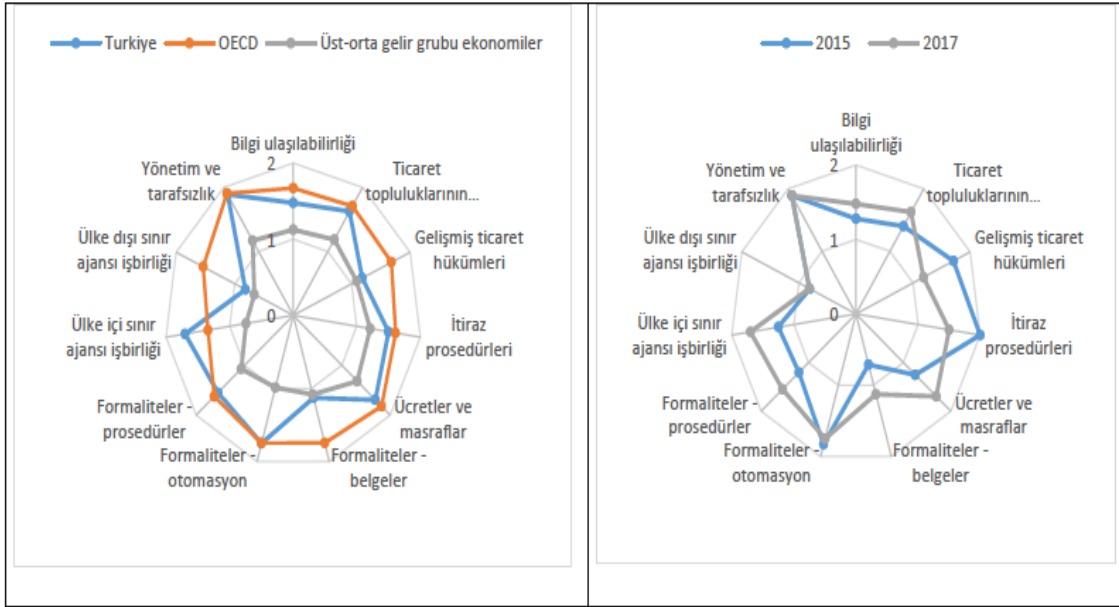 Turkiye
OECD
Üst-orta gelir grubu ekonomiler
Bilgi ulaşılabilirliği
2
Ticaret
topluluklarının...
Gelişmiş ticaret
hükümleri
İtiraz
prosedürleri
Ücretler ve
masraflar
Formaliteler -
belgeler
Formaliteler -
otomasyon
Formaliteler -
prosedürler
Ülke içi sınır
ajansı işbirliği
Ülke dışı sınır
ajansı işbirliği
Yönetim ve
tarafsızlık
1
0
2015
2017
Bilgi
ulaşılabilirliği
2
Ticaret
topluluklarının...
Gelişmiş ticaret
hükümleri
İtiraz
prosedürleri
Ücretler ve
masraflar
Formaliteler -
belgeler
Formaliteler -
otomasyon
Formaliteler -
prosedürler
Ülke içi sınır
ajansı işbirliği
Ülke dışı sınır
ajansı işbirliği
Yönetim ve
tarafsızlık
1
0